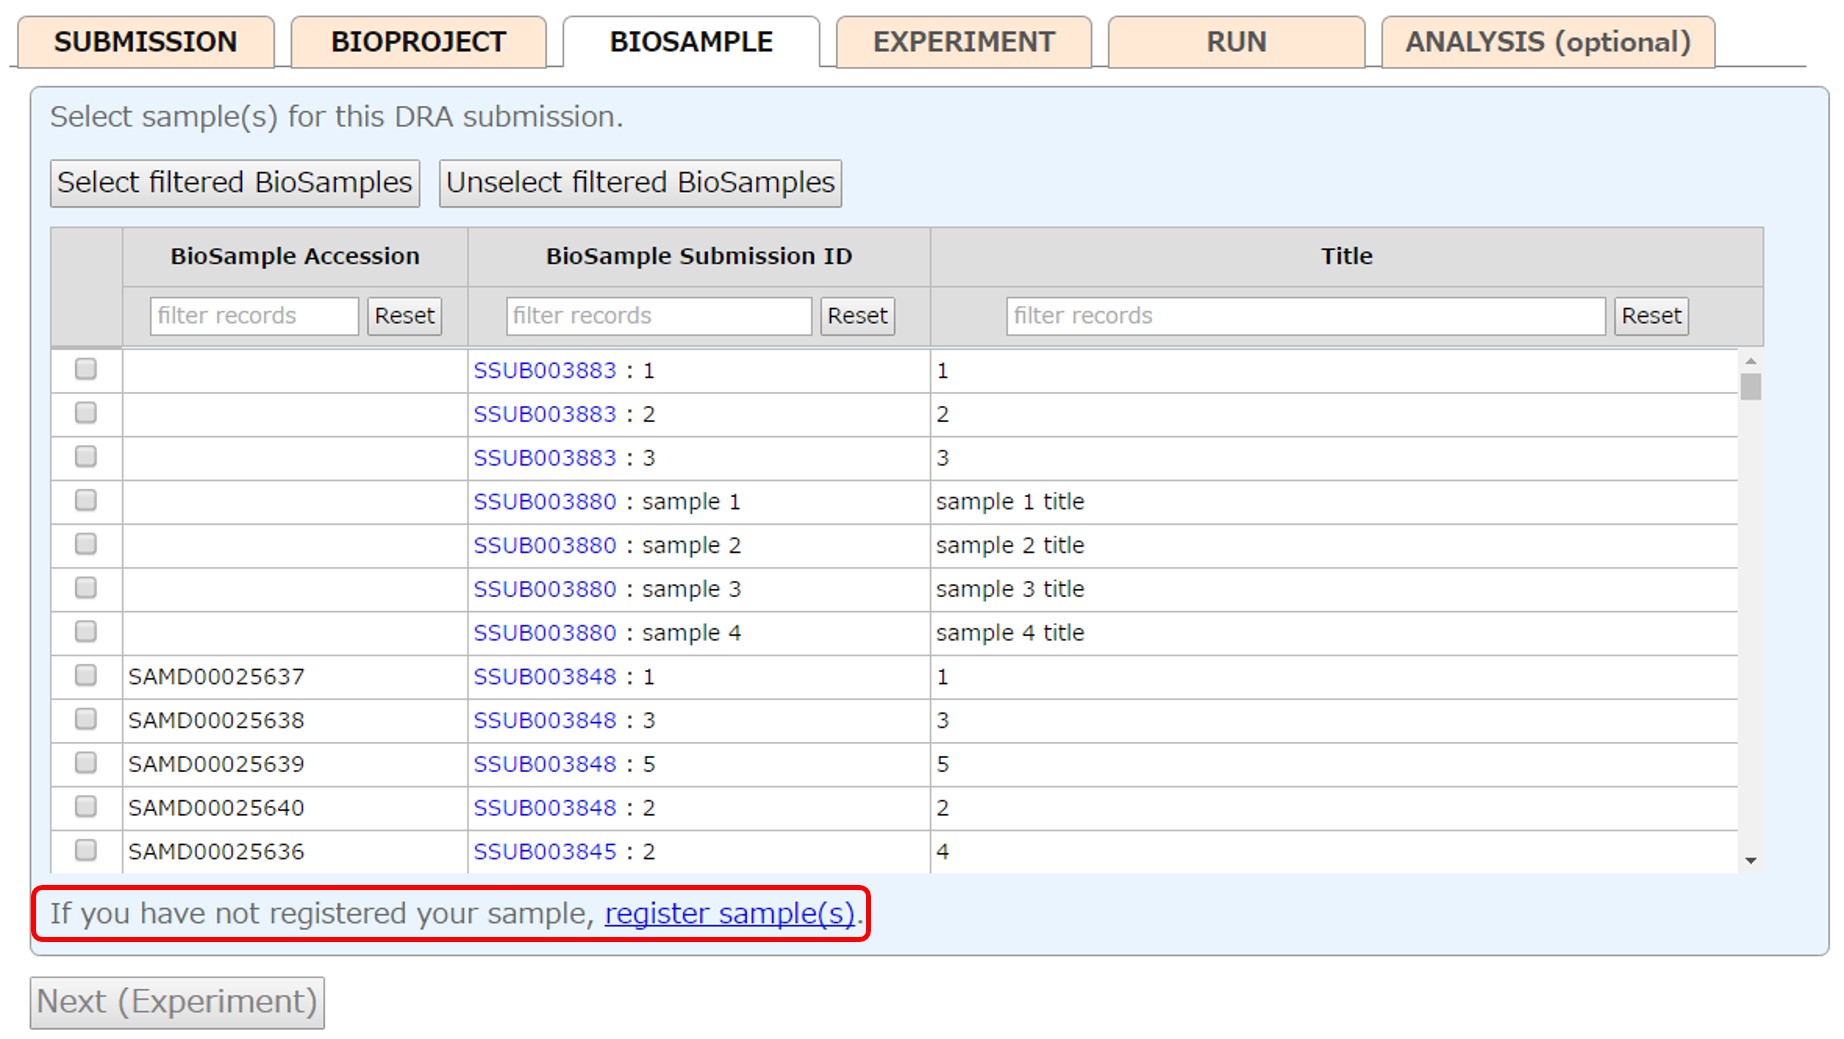 SUBMISSION BIOPROJECT BIOSAMPLE EXPERIMENT RUN ANALYSIS (optional)
Select sample(s) for this DRA submission.
Select filtered BioSamples Unselect filtered BioSamples
BioSample Accession BioSample Submission ID Title
filter records Reset filter records Reset filter records Reset
SSUB003883 : 1 1
SSUB003883 : 2 2
SSUB003883 : 3 3
SSUB003880 : sample 1 sample 1 title
SSUB003880 : sample 2 sample 2 title
SSUB003880 : sample 3 sample 3 title
SSUB003880 : sample 4 sample 4 title
SAMD00025637 SSUB003848 : 1 1
SAMD00025638 SSUB003848 : 3 3
SAMD00025639 SSUB003848 : 5 5
SAMD00025640 SSUB003848 : 2 2
SAMD00025636 SSUB003845 : 2 4
If you have not registered your sample, register sample(s).
Next (Experiment)